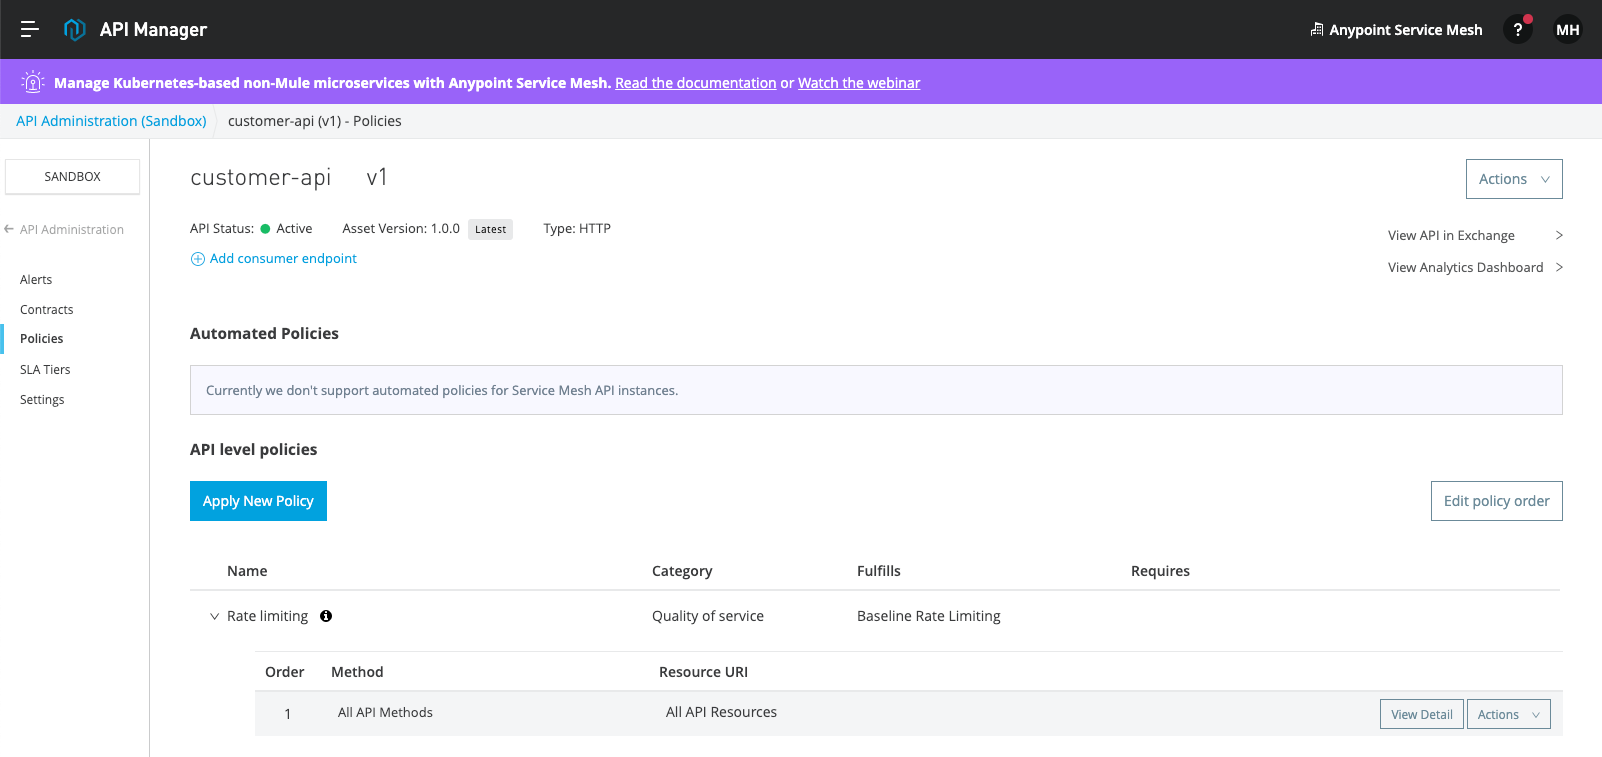 API Manager
Anypoint Service Mesh
?
MH
Manage Kubernetes-based non-Mule microservices with Anypoint Service Mesh. Read the documentation or Watch the webinar
API Administration (Sandbox)
customer-api (v1) - Policies
SANDBOX
API Administration
Alerts
Contracts
Policies
SLA Tiers
Settings
customer-api v1
Actions
API Status: Active
Asset Version: 1.0.0 Latest
Type: HTTP
Add consumer endpoint
View API in Exchange
View Analytics Dashboard
Automated Policies
Currently we don't support automated policies for Service Mesh API instances.
API level policies
Apply New Policy
Edit policy order
Name Category Fulfills Requires
Rate limiting Quality of service Baseline Rate Limiting
Order Method Resource URI
1 All API Methods All API Resources View Detail Actions